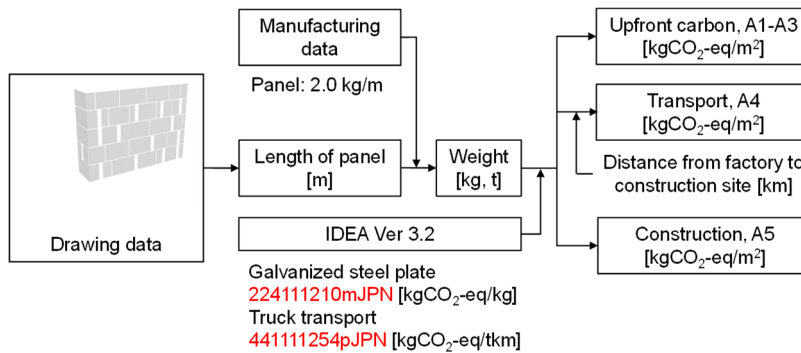 Manufacturing
data
Panel: 2.0 kg/m
Drawing data
Length of panel
[m]
Weight
[kg, t]
IDEA Ver 3.2
Galvanized steel plate
224111210mJPN [kgCO₂-eq/kg]
Truck transport
441111254pJPN [kgCO₂-eq/tkm]
Upfront carbon, A1-A3
[kgCO₂-eq/m²]
Transport, A4
[kgCO₂-eq/m²]
Distance from factory to
construction site [km]
Construction, A5
[kgCO₂-eq/m²]